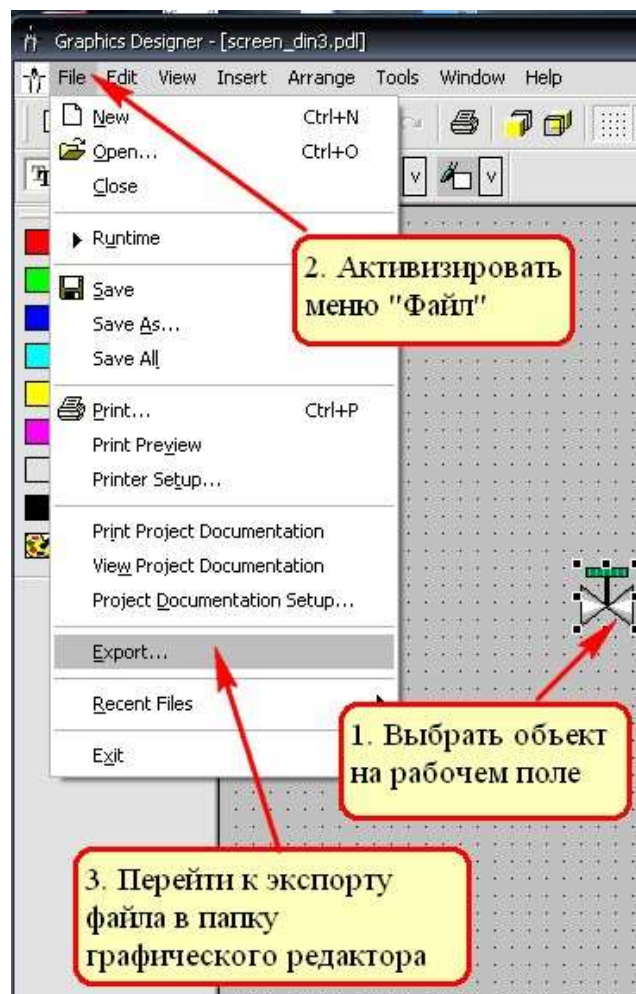 Graphics Designer - [screen_din3.pdl]
File Edit View Insert Arrange Tools Window Help
New Ctrl+N
Open... Ctrl+O
Close
Runtime
Save
Save As...
Save All
Print... Ctrl+P
Print Preview
Printer Setup...
Print Project Documentation
View Project Documentation
Project Documentation Setup...
Export...
Recent Files
Exit
2. Активизировать
меню "Файл"
1. Выбрать объект
на рабочем поле
3. Перейти к экспорту
файла в папку
графического редактора